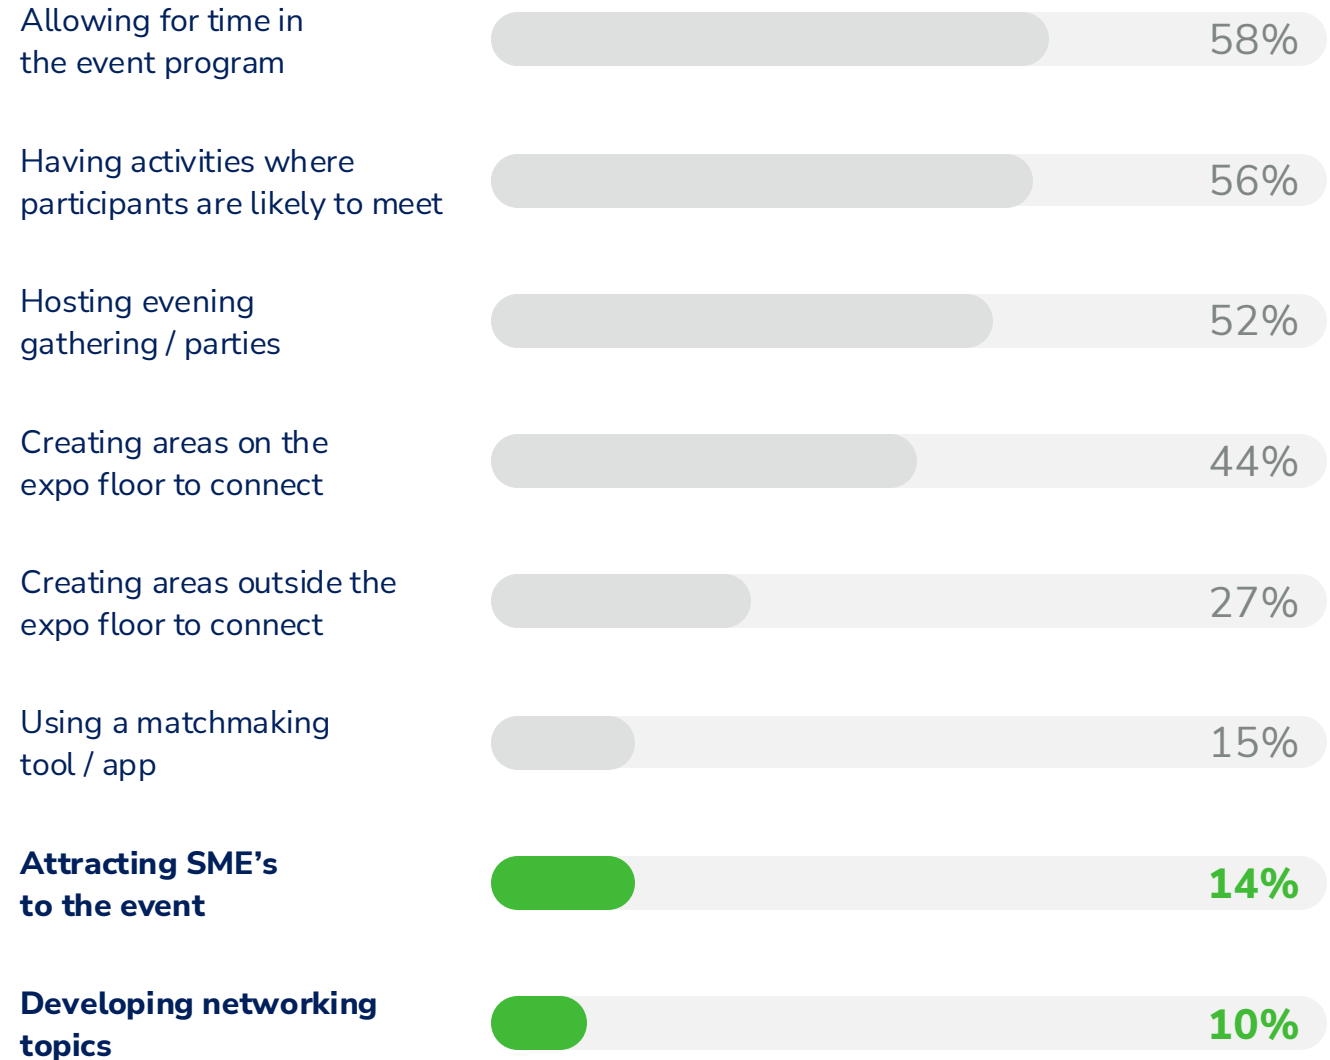 Allowing for time in
the event program
58%
Having activities where
participants are likely to meet
56%
Hosting evening
gathering / parties
52%
Creating areas on the
expo floor to connect
44%
Creating areas outside the
expo floor to connect
27%
Using a matchmaking
tool / app
15%
Attracting SME’s
to the event
14%
Developing networking
topics
10%